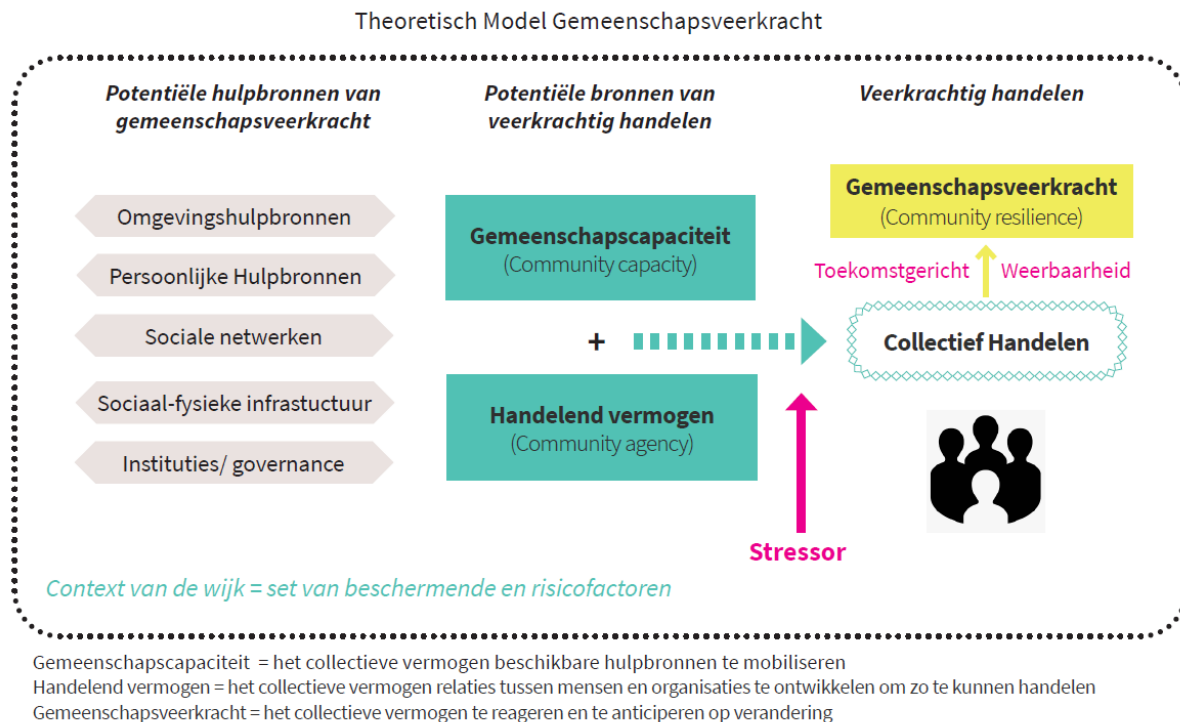 Theoretisch Model Gemeenschapsveerkracht
Potentiële hulpbronnen van
gemeenschapsveerkracht
Omgevingshulpbronnen
Persoonlijke Hulpbronnen
Sociale netwerken
Sociaal-fysieke infrastuctuur
Instituties/ governance
Potentiële bronnen van
veerkrachtig handelen
Gemeenschapscapaciteit
(Community capacity)
+
Handelend vermogen
(Community agency)
Veerkrachtig handelen
Gemeenschapsveerkracht
(Community resilience)
Toekomstgericht
Weerbaarheid
Collectief Handelen
Stressor
Context van de wijk = set van beschermende en risicofactoren
Gemeenschapscapaciteit = het collectieve vermogen beschikbare hulpbronnen te mobiliseren
Handelend vermogen = het collectieve vermogen relaties tussen mensen en organisaties te ontwikkelen om zo te kunnen handelen
Gemeenschapsveerkracht = het collectieve vermogen te reageren en te anticiperen op verandering